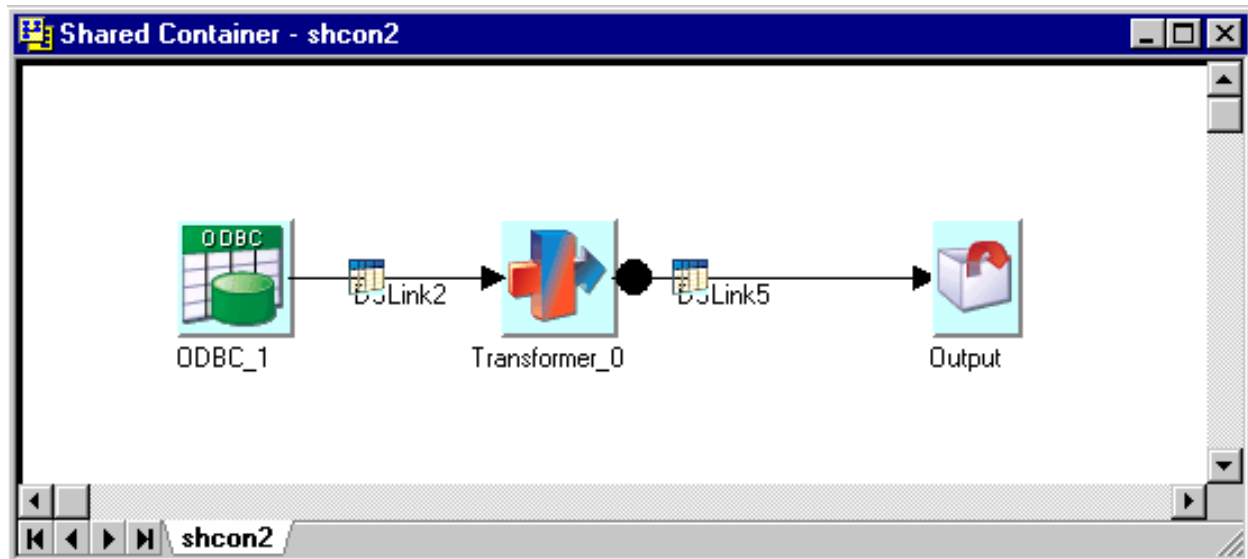 Shared Container - shcon2
ODBC
DSLink2
DSLink5
ODBC_1
Transformer_0
Output
shcon2